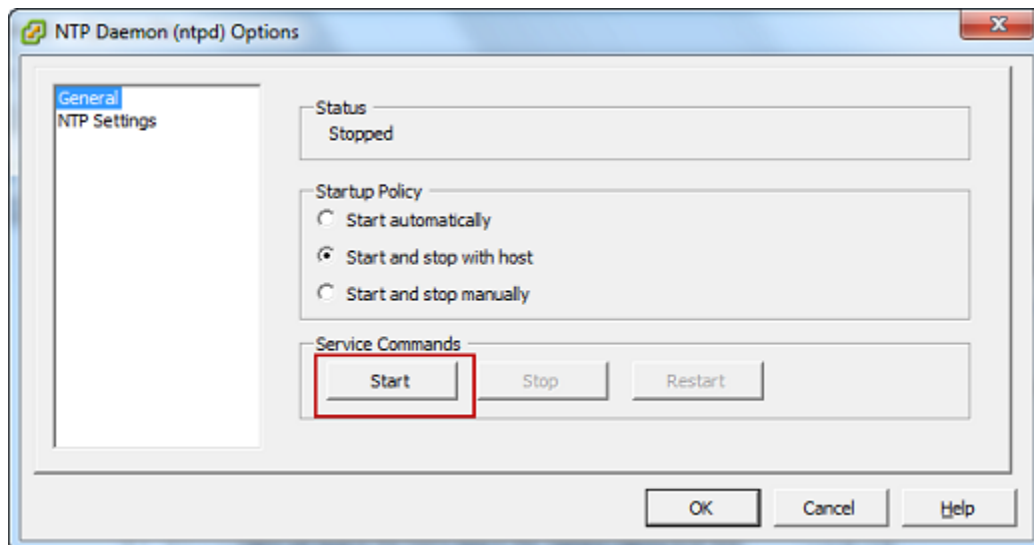 NTP Daemon (ntpd) Options
General
NTP Settings
Status
Stopped
Startup Policy
Start automatically
Start and stop with host
Start and stop manually
Service Commands
Start Stop Restart
OK Cancel Help